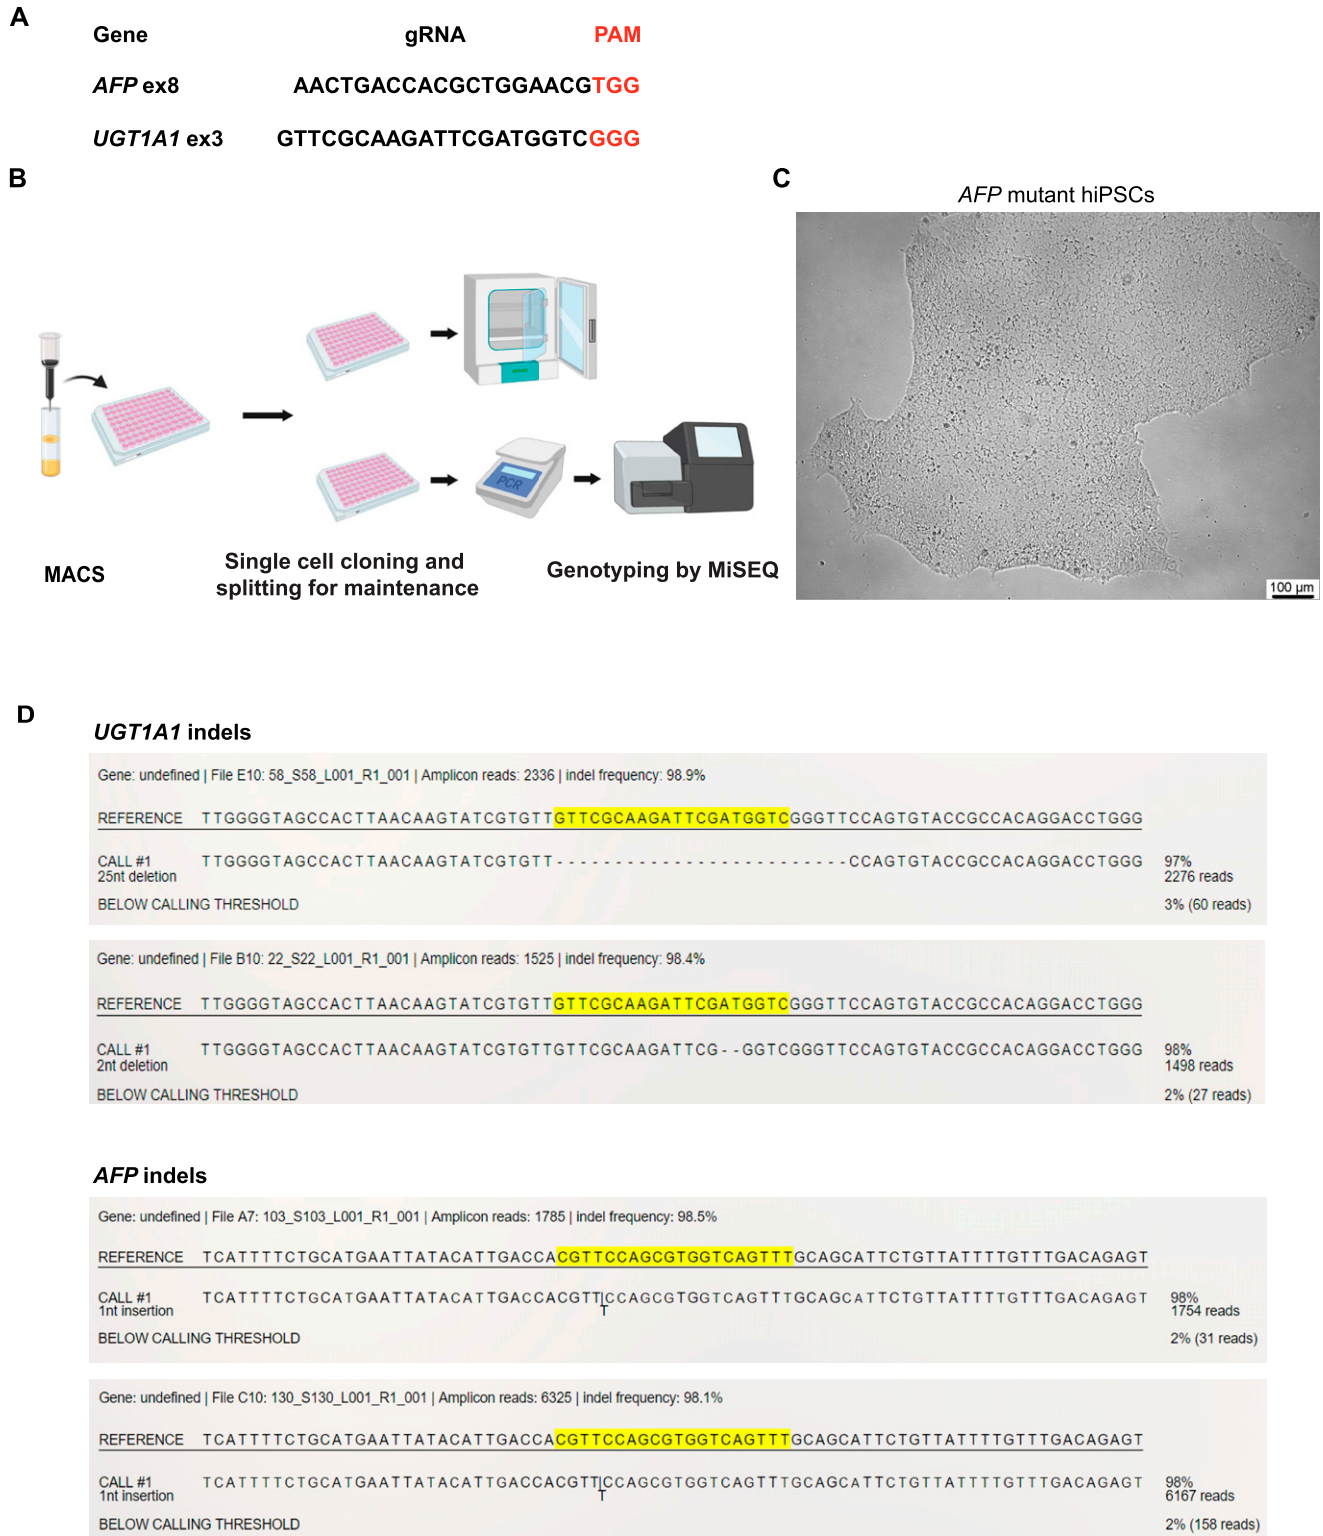 A
Gene gRNA PAM
AFP ex8 AACTGACCACGCTGGAACGTGG
UGT1A1 ex3 GTTCGCAAGATTCGATGGTCGGG
B
MACS
PCR
Single cell cloning and
splitting for maintenance
Genotyping by MiSEQ
C
AFP mutant hiPSCs
100 µm
D
UGT1A1 indels
Gene: undefined | File E10: 58_S58_L001_R1_001 | Amplicon reads: 2336 | indel frequency: 98.9%
REFERENCE TTGGGGTAGCCACTTAACAAGTATCGTGTTGTTCGCAAGATTCGATGGTCGGGTTCCAGTGTACCGCCACAGGACCTGGG
CALL #1 TTGGGGTAGCCACTTAACAAGTATCGTGTT-------------------------CCAGTGTACCGCCACAGGACCTGGG 97%
25nt deletion 2276 reads
BELOW CALLING THRESHOLD 3% (60 reads)
Gene: undefined | File B10: 22_S22_L001_R1_001 | Amplicon reads: 1525 | indel frequency: 98.4%
REFERENCE TTGGGGTAGCCACTTAACAAGTATCGTGTTGTTCGCAAGATTCGATGGTCGGGTTCCAGTGTACCGCCACAGGACCTGGG
CALL #1 TTGGGGTAGCCACTTAACAAGTATCGTGTTGTTCGCAAGATTCG--GGTCGGGTTCCAGTGTACCGCCACAGGACCTGGG 98%
2nt deletion 1498 reads
BELOW CALLING THRESHOLD 2% (27 reads)
AFP indels
Gene: undefined | File A7: 103_S103_L001_R1_001 | Amplicon reads: 1785 | indel frequency: 98.5%
REFERENCE TCATTTTCTGCATGAATTATACATTGACCACGTTCCAGCGTGGTCAGTTTGCAGCATTCTGTTATTTTGTTTGACAGAGT
CALL #1 TCATTTTCTGCATGAATTATACATTGACCACGTT|CCAGCGTGGTCAGTTTGCAGCATTCTGTTATTTTGTTTGACAGAGT 98%
1nt insertion T 1754 reads
BELOW CALLING THRESHOLD 2% (31 reads)
Gene: undefined | File C10: 130_S130_L001_R1_001 | Amplicon reads: 6325 | indel frequency: 98.1%
REFERENCE TCATTTTCTGCATGAATTATACATTGACCACGTTCCAGCGTGGTCAGTTTGCAGCATTCTGTTATTTTGTTTGACAGAGT
CALL #1 TCATTTTCTGCATGAATTATACATTGACCACGTT|CCAGCGTGGTCAGTTTGCAGCATTCTGTTATTTTGTTTGACAGAGT 98%
1nt insertion T 6167 reads
BELOW CALLING THRESHOLD 2% (158 reads)